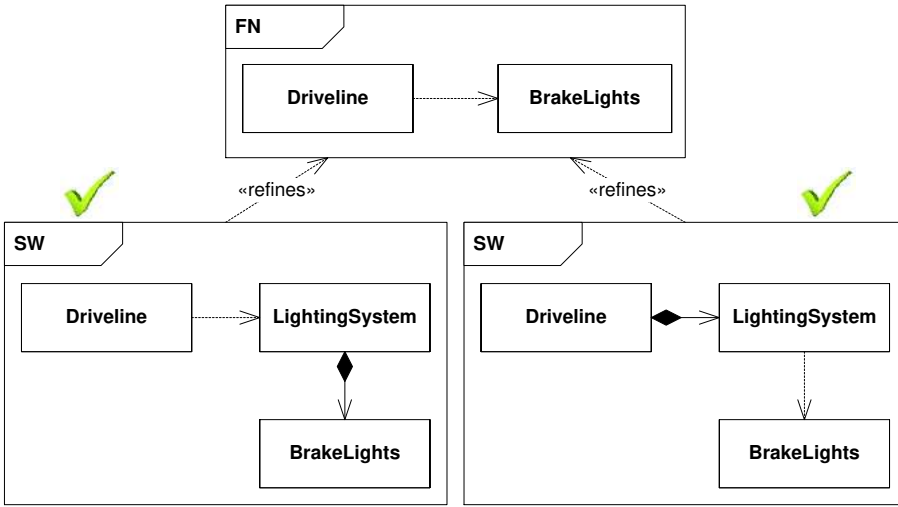 FN
Driveline
BrakeLights
«refines»
«refines»
SW
Driveline
LightingSystem
BrakeLights
SW
Driveline
LightingSystem
BrakeLights